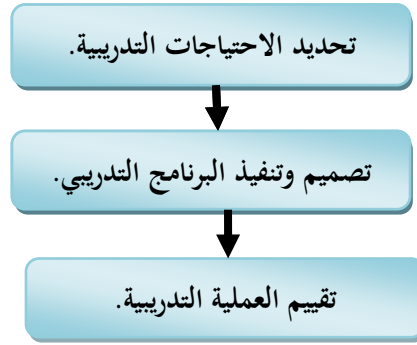 تحديد الاحتياجات التدريبية.
تصميم وتنفيذ البرنامج التدريبي.
تقييم العملية التدريبية.